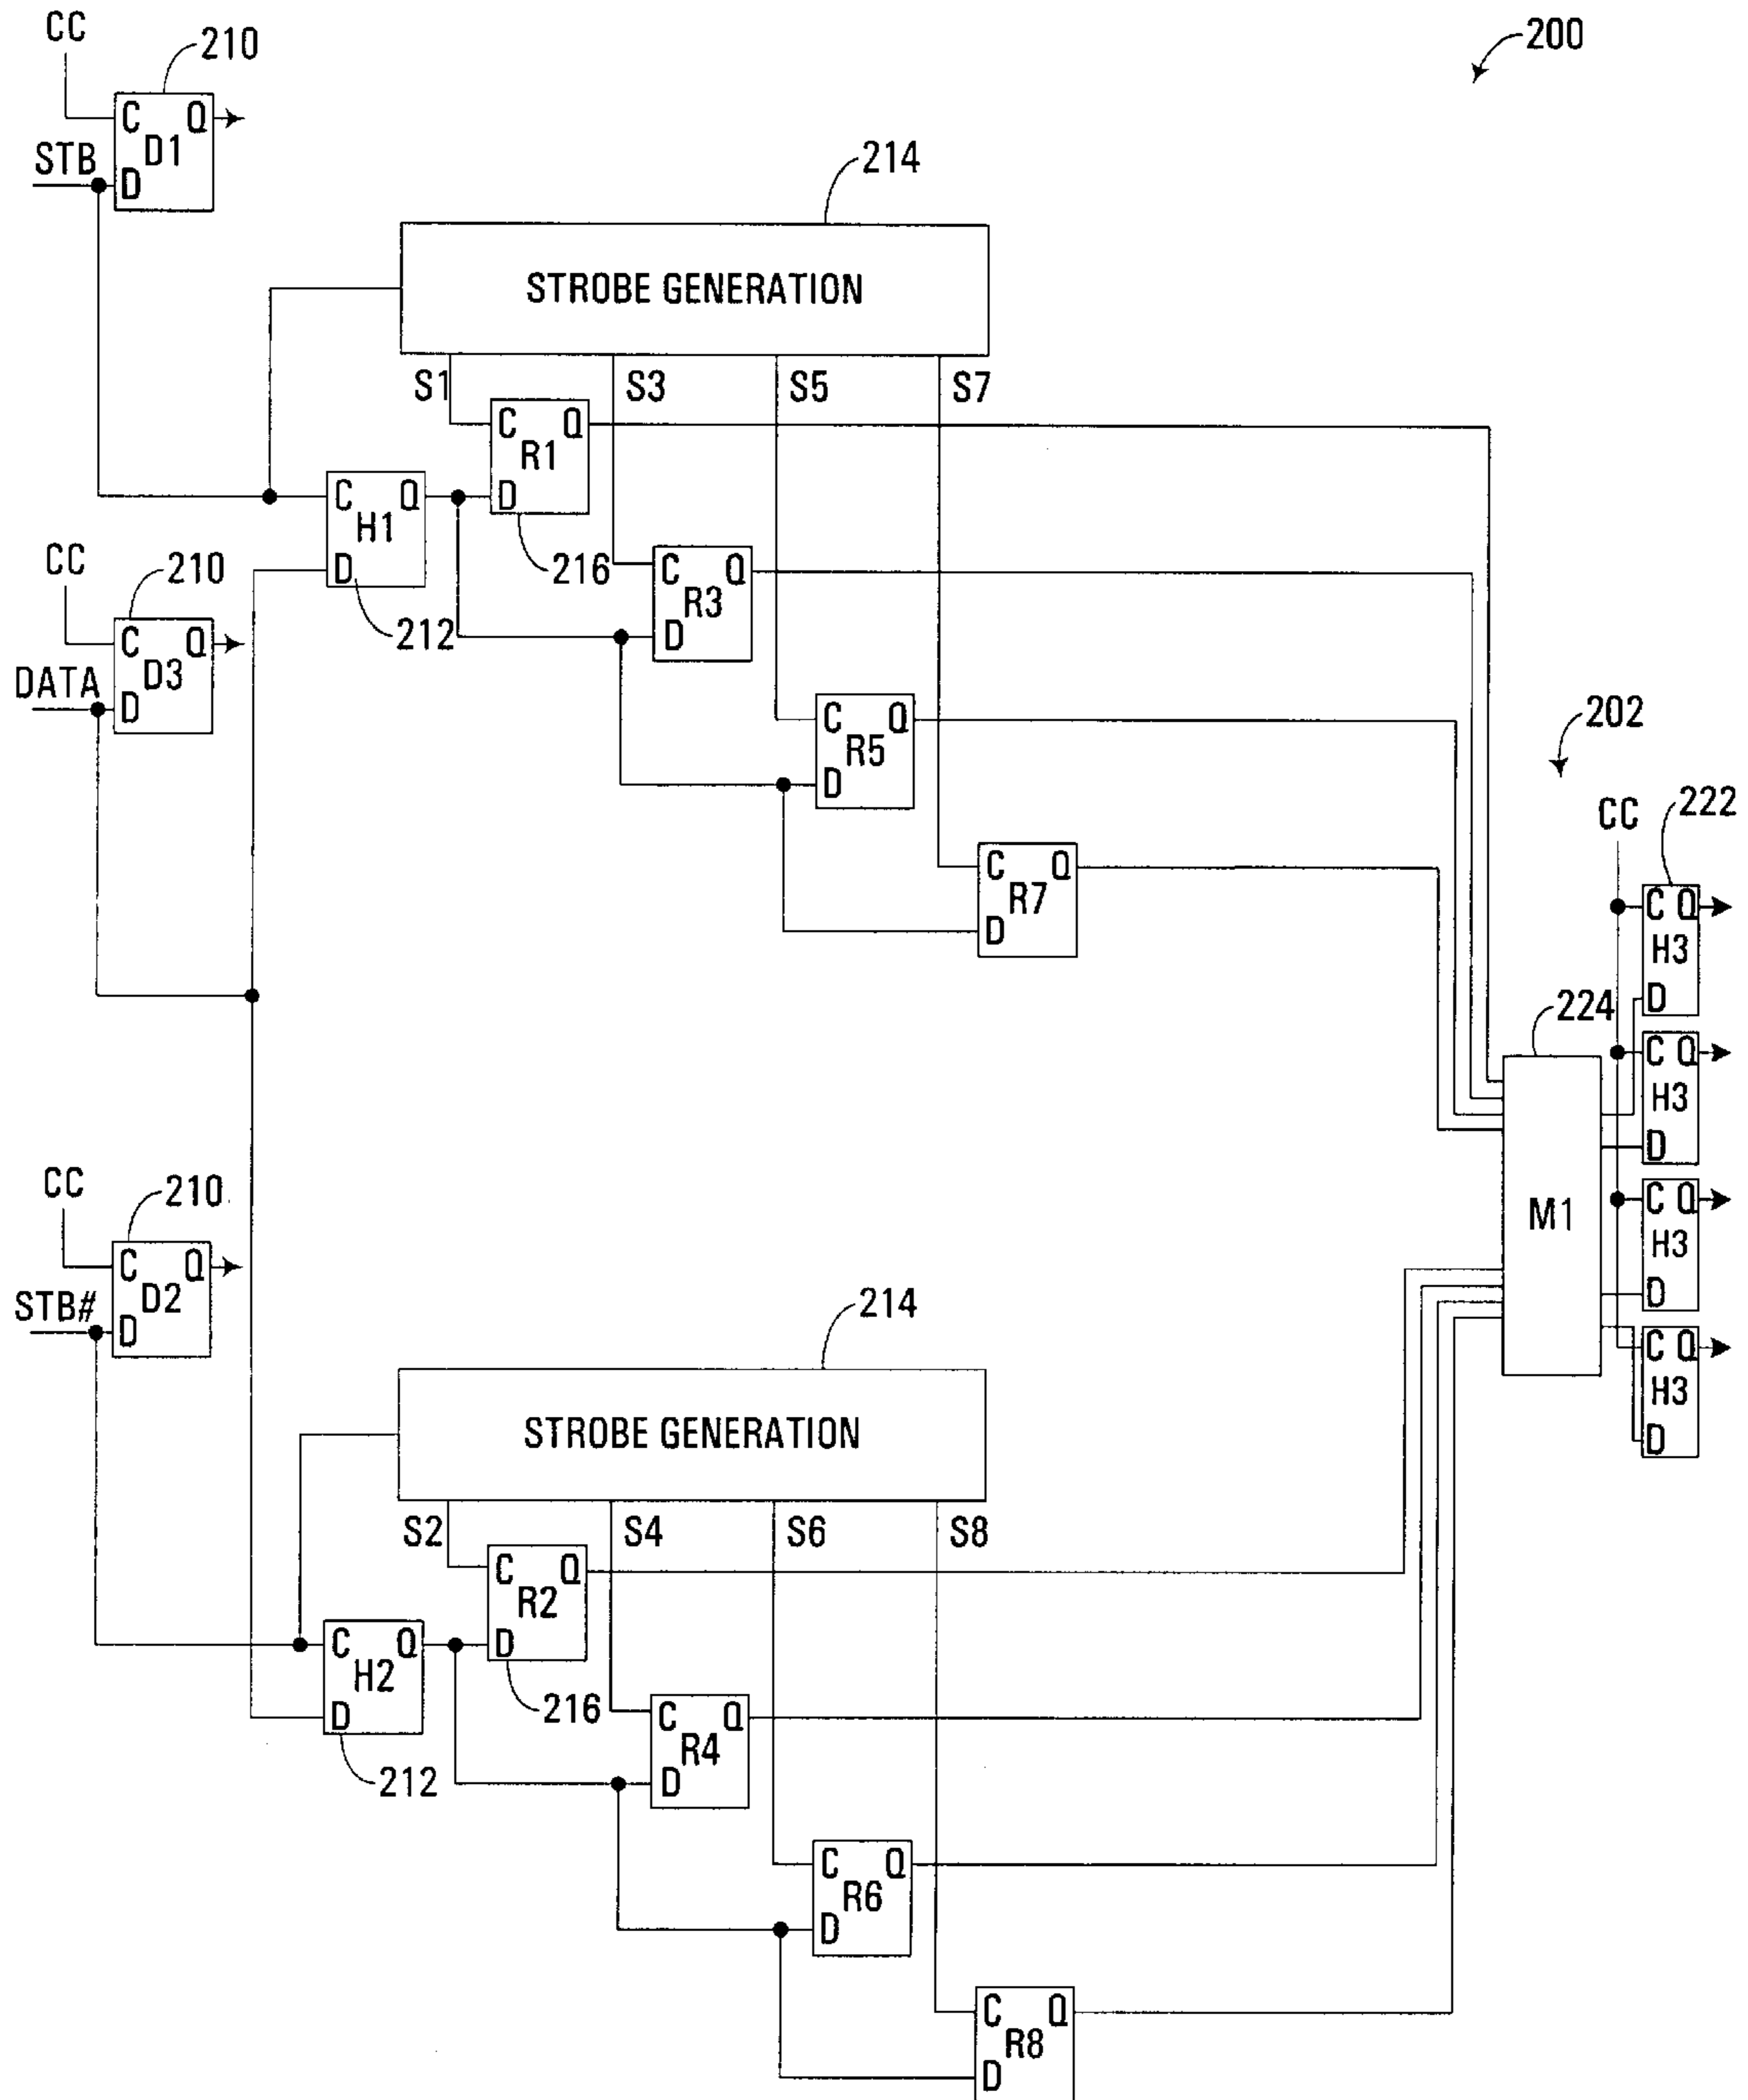 CC
210
200
C Q
D1
D
STB
214
STROBE GENERATION
S1 S3 S5 S7
C Q
R1
D
216
C Q
H1
D
212
CC
210
C Q
D3
D
DATA
C Q
R3
D
C Q
R5
D
C Q
R7
D
202
CC
222
C Q
H3
D
224
C Q
H3
D
M1
C Q
H3
D
C Q
H3
D
CC
210
C Q
D2
D
STB#
214
STROBE GENERATION
S2 S4 S6 S8
C Q
R2
D
216
C Q
H2
D
212
C Q
R4
D
C Q
R6
D
C Q
R8
D